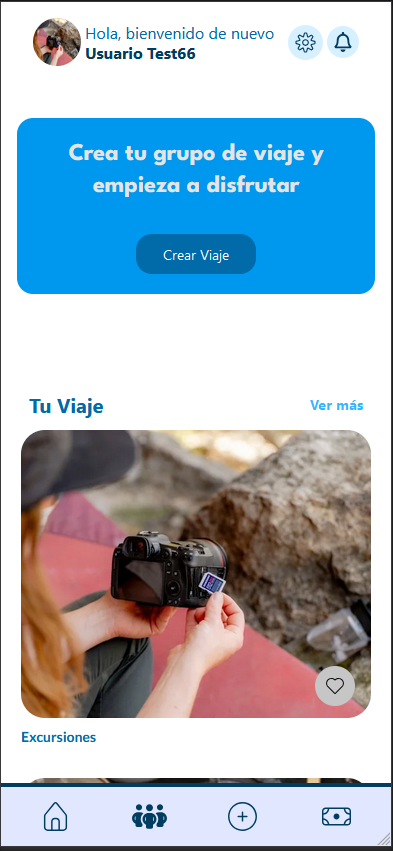 Hola, bienvenido de nuevo
Usuario Test66
Crea tu grupo de viaje y
empieza a disfrutar
Crear Viaje
Tu Viaje
Ver más
Excursiones